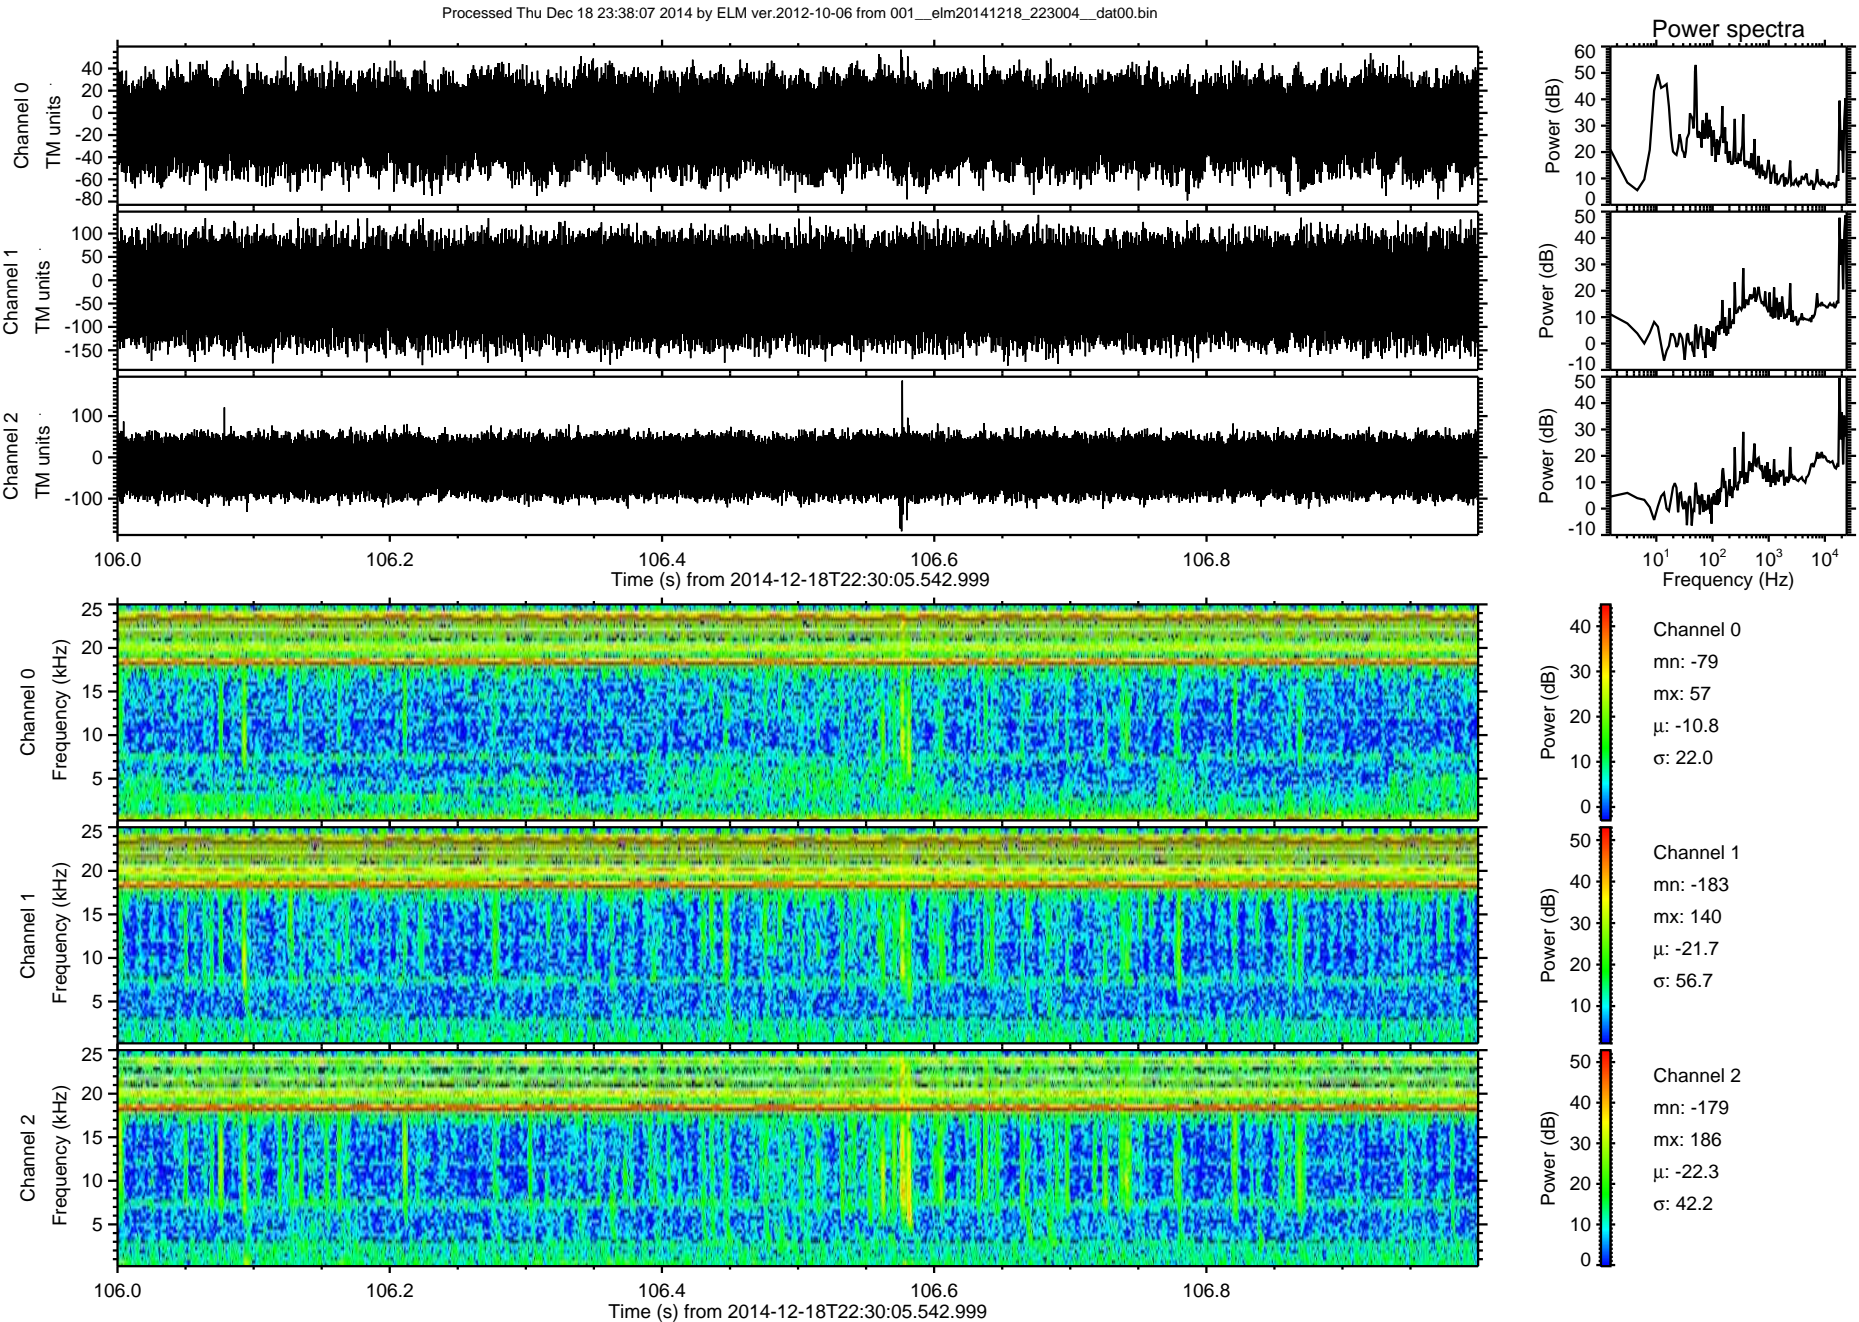 Processed Thu Dec 18 23:38:07 2014 by ELM ver.2012-10-06 from 001__elm20141218_223004__dat00.bin
Power spectra
Channel 0
TM units
40
20
0
-20
-40
-60
-80
Power (dB)
60
50
40
30
20
10
0
Channel 1
TM units
100
50
0
-50
-100
-150
Power (dB)
50
40
30
20
10
0
-10
Channel 2
TM units
100
0
-100
Power (dB)
50
40
30
20
10
0
-10
106.0 106.2 106.4 106.6 106.8
Time (s) from 2014-12-18T22:30:05.542.999
10^1 10^2 10^3 10^4
Frequency (Hz)
Channel 0
Frequency (kHz)
25
20
15
10
5
Power (dB)
40
30
20
10
0
Channel 0
mn: -79
mx: 57
μ: -10.8
σ: 22.0
Channel 1
Frequency (kHz)
25
20
15
10
5
Power (dB)
50
40
30
20
10
Channel 1
mn: -183
mx: 140
μ: -21.7
σ: 56.7
Channel 2
Frequency (kHz)
25
20
15
10
5
Power (dB)
50
40
30
20
10
0
Channel 2
mn: -179
mx: 186
μ: -22.3
σ: 42.2
106.0 106.2 106.4 106.6 106.8
Time (s) from 2014-12-18T22:30:05.542.999